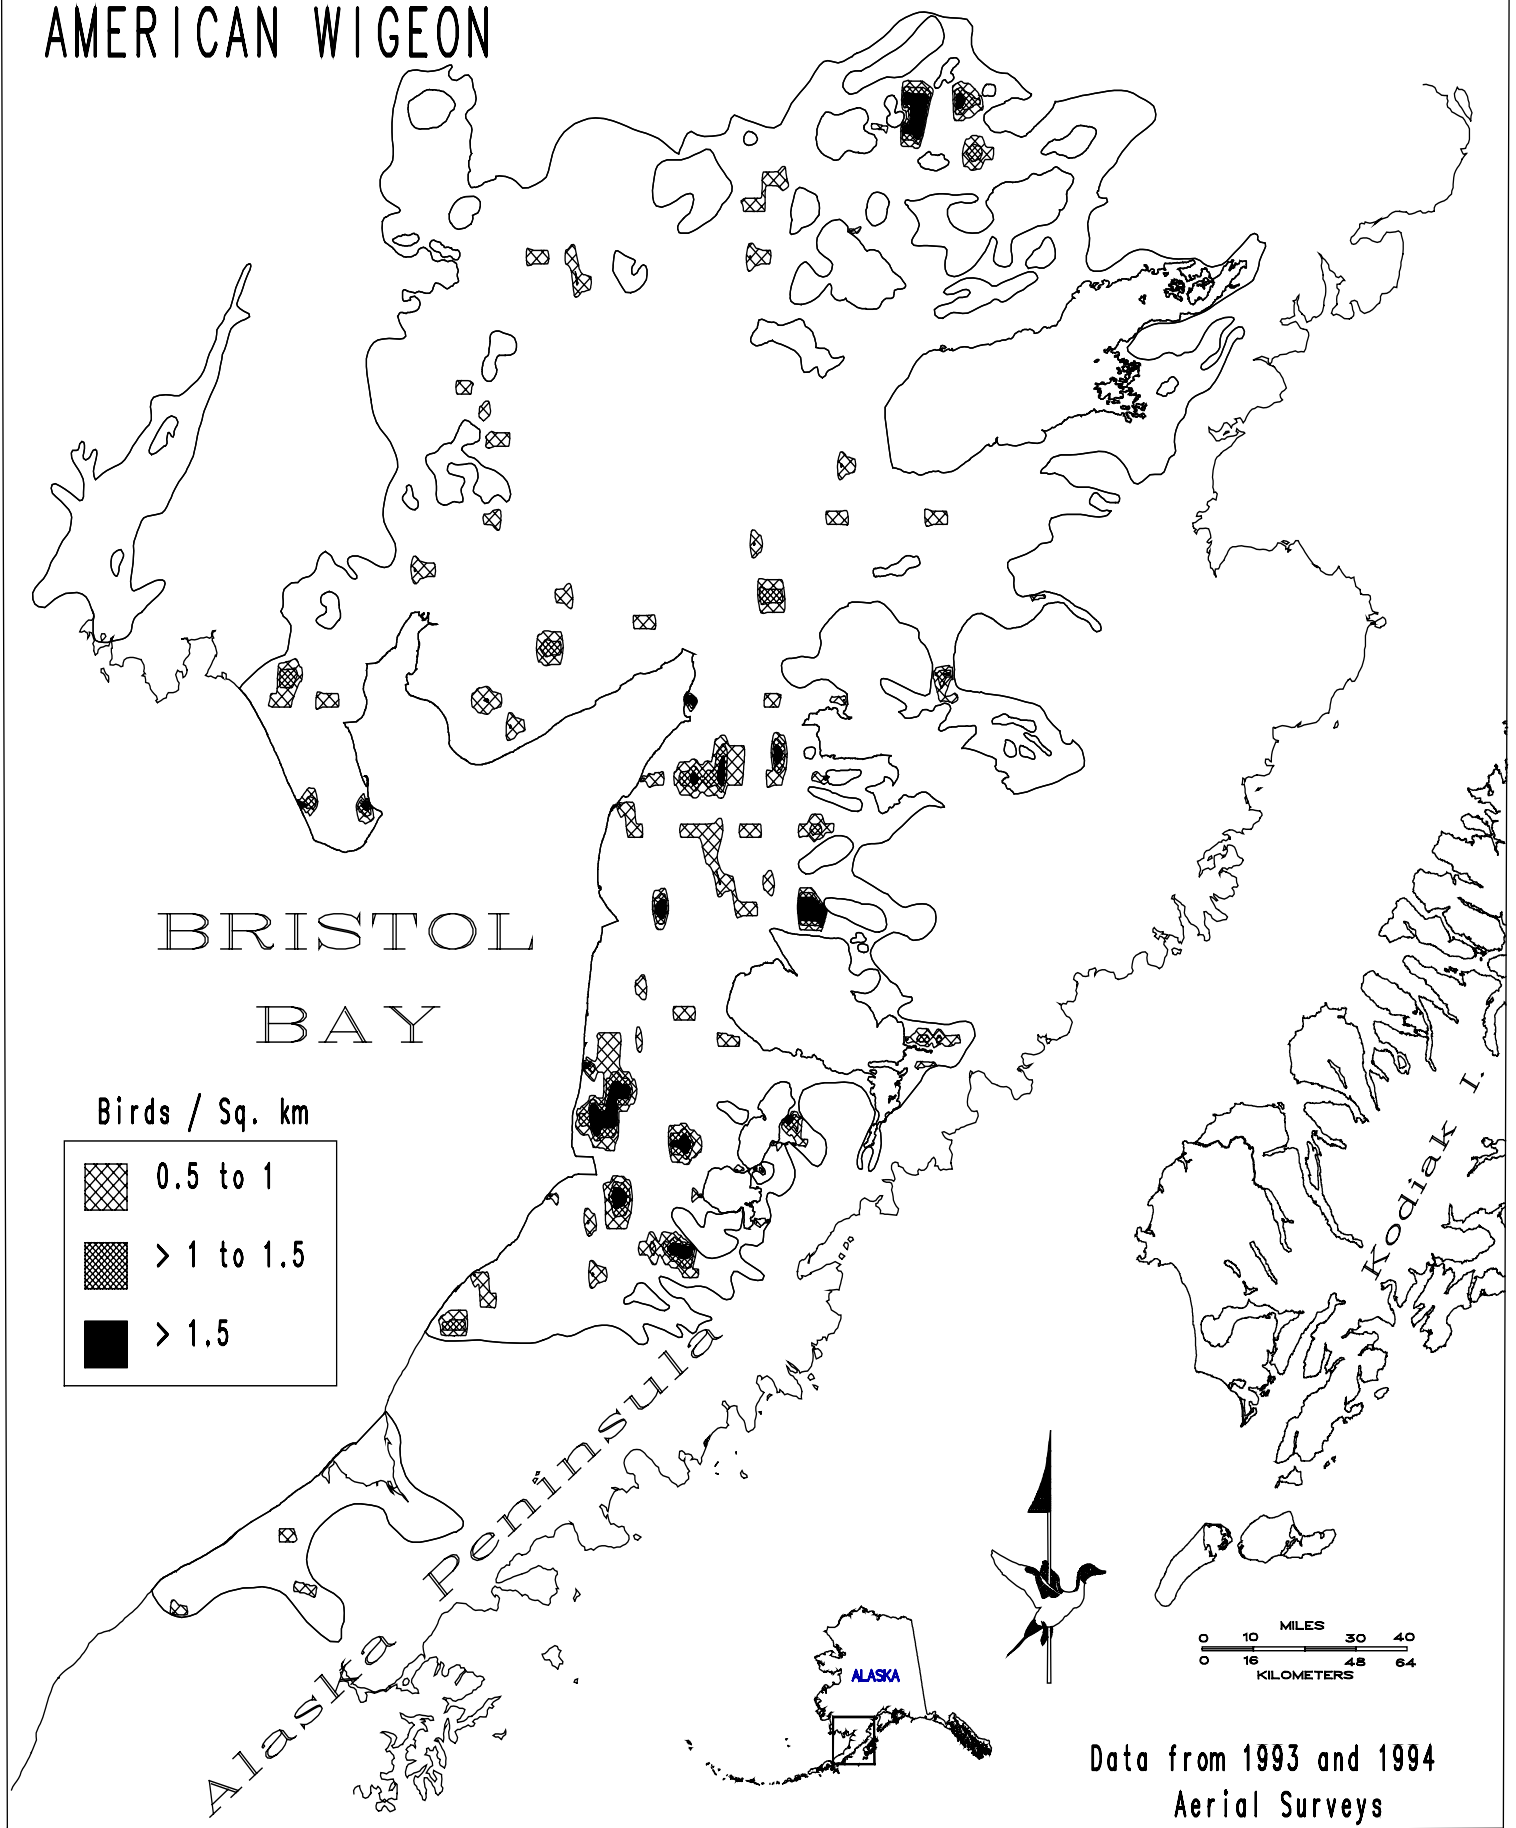 AMERICAN WIGEON
BRISTOL
BAY
Birds / Sq. km
0.5 to 1
> 1 to 1.5
> 1.5
Kodiak I.
Alaska Peninsula
ALASKA
MILES
0 10 30 40
0 16 48 64
KILOMETERS
Data from 1993 and 1994
Aerial Surveys